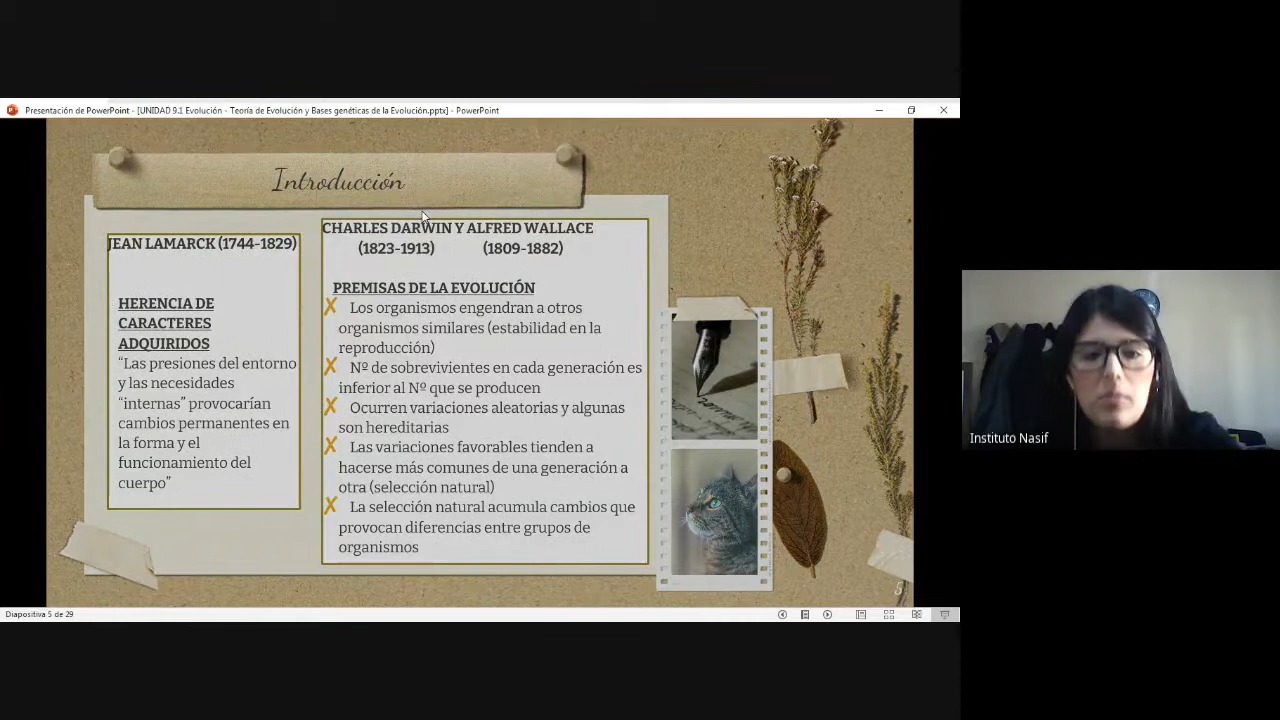 Presentación de PowerPoint - [UNIDAD 9.1 Evolución - Teoría de Evolución y Bases genéticas de la Evolución.pptx] - PowerPoint
Introducción
JEAN LAMARCK (1744-1829)
HERENCIA DE
CARACTERES
ADQUIRIDOS
“Las presiones del entorno
y las necesidades
“internas” provocarían
cambios permanentes en
la forma y el
funcionamiento del
cuerpo”
CHARLES DARWIN Y ALFRED WALLACE
(1823-1913) (1809-1882)
PREMISAS DE LA EVOLUCIÓN
✗ Los organismos engendran a otros
organismos similares (estabilidad en la
reproducción)
✗ Nº de sobrevivientes en cada generación es
inferior al Nº que se producen
✗ Ocurren variaciones aleatorias y algunas
son hereditarias
✗ Las variaciones favorables tienden a
hacerse más comunes de una generación a
otra (selección natural)
✗ La selección natural acumula cambios que
provocan diferencias entre grupos de
organismos
5
Instituto Nasif
Diapositiva 5 de 29